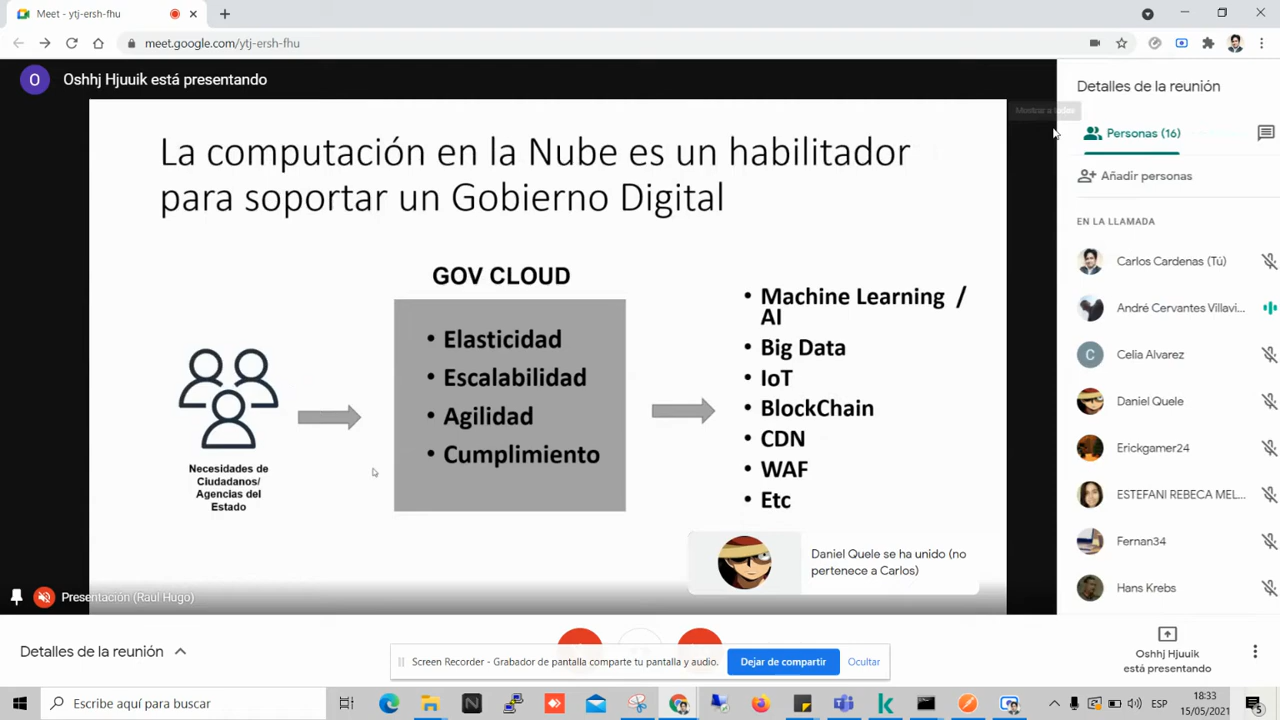 Meet - ytj-ersh-fhu
meet.google.com/ytj-ersh-fhu
O
Oshhj Hjuuik está presentando
La computación en la Nube es un habilitador
para soportar un Gobierno Digital
GOV CLOUD
• Elasticidad
• Escalabilidad
• Agilidad
• Cumplimiento
Necesidades de
Ciudadanos/
Agencias del
Estado
• Machine Learning /
AI
• Big Data
• IoT
• BlockChain
• CDN
• WAF
• Etc
Daniel Quele se ha unido (no
pertenece a Carlos)
Presentación (Raul Hugo)
Mostrar a todos
Detalles de la reunión
Personas (16)
Añadir personas
EN LA LLAMADA
Carlos Cardenas (Tú)
André Cervantes Villavi...
C
Celia Alvarez
Daniel Quele
Erickgamer24
ESTEFANI REBECA MEL...
Fernan34
Hans Krebs
Detalles de la reunión
Screen Recorder - Grabador de pantalla comparte tu pantalla y audio.
Dejar de compartir
Ocultar
Oshhj Hjuuik
está presentando
Escribe aquí para buscar
ESP
18:33
15/05/2021
5